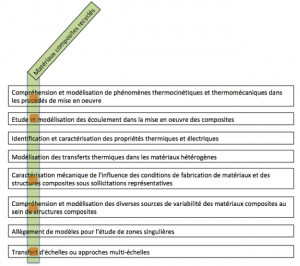 Matériaux composites recyclés
Compréhension et modélisation de phénomènes thermocinétiques et thermomécaniques dans
les procédés de mise en oeuvre
Etude et modélisation des écoulement dans la mise en oeuvre des composites
Identification et caractérisation des propriétés thermiques et électriques
Modélisation des transferts thermiques dans les matériaux hétérogènes
Caractérisation mécanique de l'influence des conditions de fabrication de matériaux et des
structures composites sous sollicitations représentatives
Compréhension et modélisation des diverses sources de variabilité des matériaux composites au
sein de structures composites
Allègement de modèles pour l'étude de zones singulières
Transfert d'échelles ou approches multi-échelles